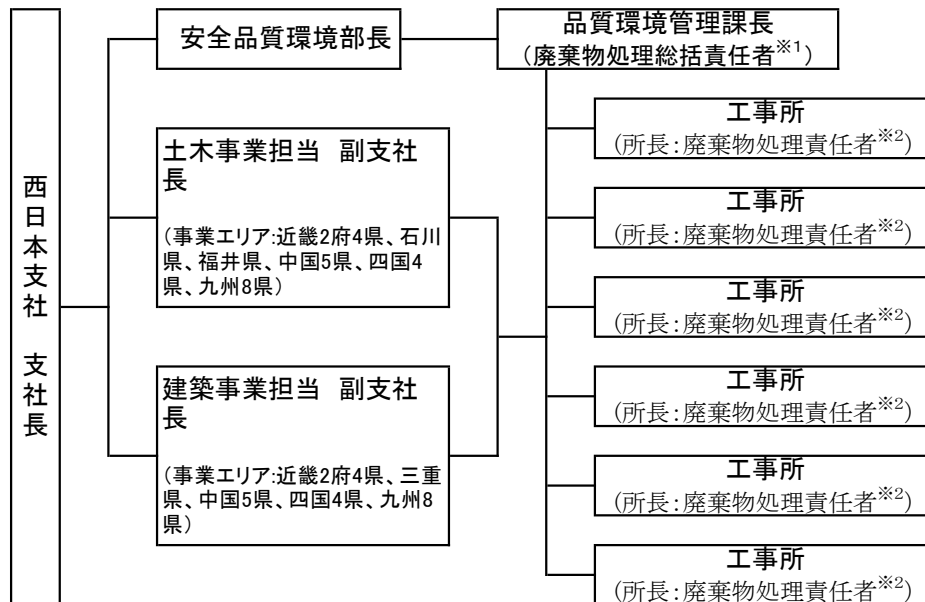 西日本支社　支社長
安全品質環境部長
品質環境管理課長
（廃棄物処理総括責任者※1）
土木事業担当　副支社
長
（事業エリア:近畿2府4県、石川
県、福井県、中国5県、四国4
県、九州8県）
建築事業担当　副支社
長
（事業エリア:近畿2府4県、三重
県、中国5県、四国4県、九州8
県）
工事所
（所長:廃棄物処理責任者※2）
工事所
（所長:廃棄物処理責任者※2）
工事所
（所長:廃棄物処理責任者※2）
工事所
（所長:廃棄物処理責任者※2）
工事所
（所長:廃棄物処理責任者※2）
工事所
（所長:廃棄物処理責任者※2）